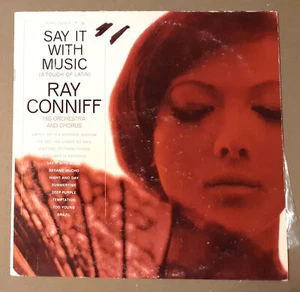 SAY IT
WITH
MUSIC
(A TOUCH OF LATIN)
RAY
CONNIFF
HIS ORCHESTRA
AND CHORUS
BESAME MUCHO
NIGHT AND DAY
SUMMERTIME
DEEP PURPLE
TEMPTATION
TOO YOUNG
BRAZIL